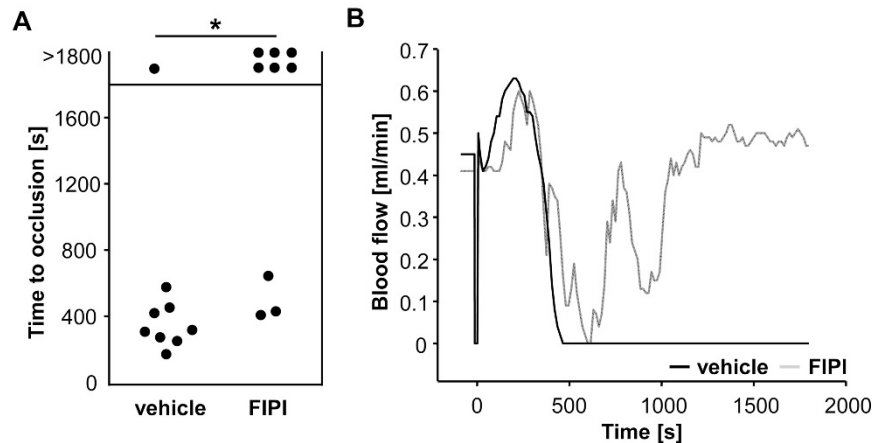 A
*
>1800
1600
1200
800
400
0
Time to occlusion [s]
vehicle FIPI
B
0.7
0.6
0.5
0.4
0.3
0.2
0.1
0
Blood flow [ml/min]
vehicle FIPI
0 500 1000 1500 2000
Time [s]